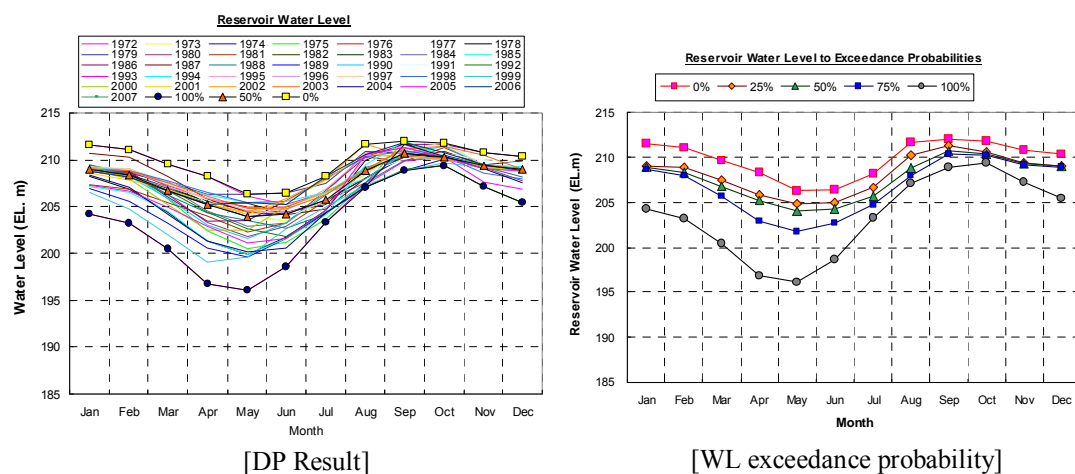 Reservoir Water Level
1972 1973 1974 1975 1976 1977 1978
1979 1980 1981 1982 1983 1984 1985
1986 1987 1988 1989 1990 1991 1992
1993 1994 1995 1996 1997 1998 1999
2000 2001 2002 2003 2004 2005 2006
2007 100% 50% 0%
Water Level (EL. m)
215
210
205
200
195
190
185
Jan Feb Mar Apr May Jun Jul Aug Sep Oct Nov Dec
Month
[DP Result]
Reservoir Water Level to Exceedance Probabilities
0% 25% 50% 75% 100%
Reservoir Water Level (EL.m)
215
210
205
200
195
190
185
Jan Feb Mar Apr May Jun Jul Aug Sep Oct Nov Dec
Month
[WL exceedance probability]